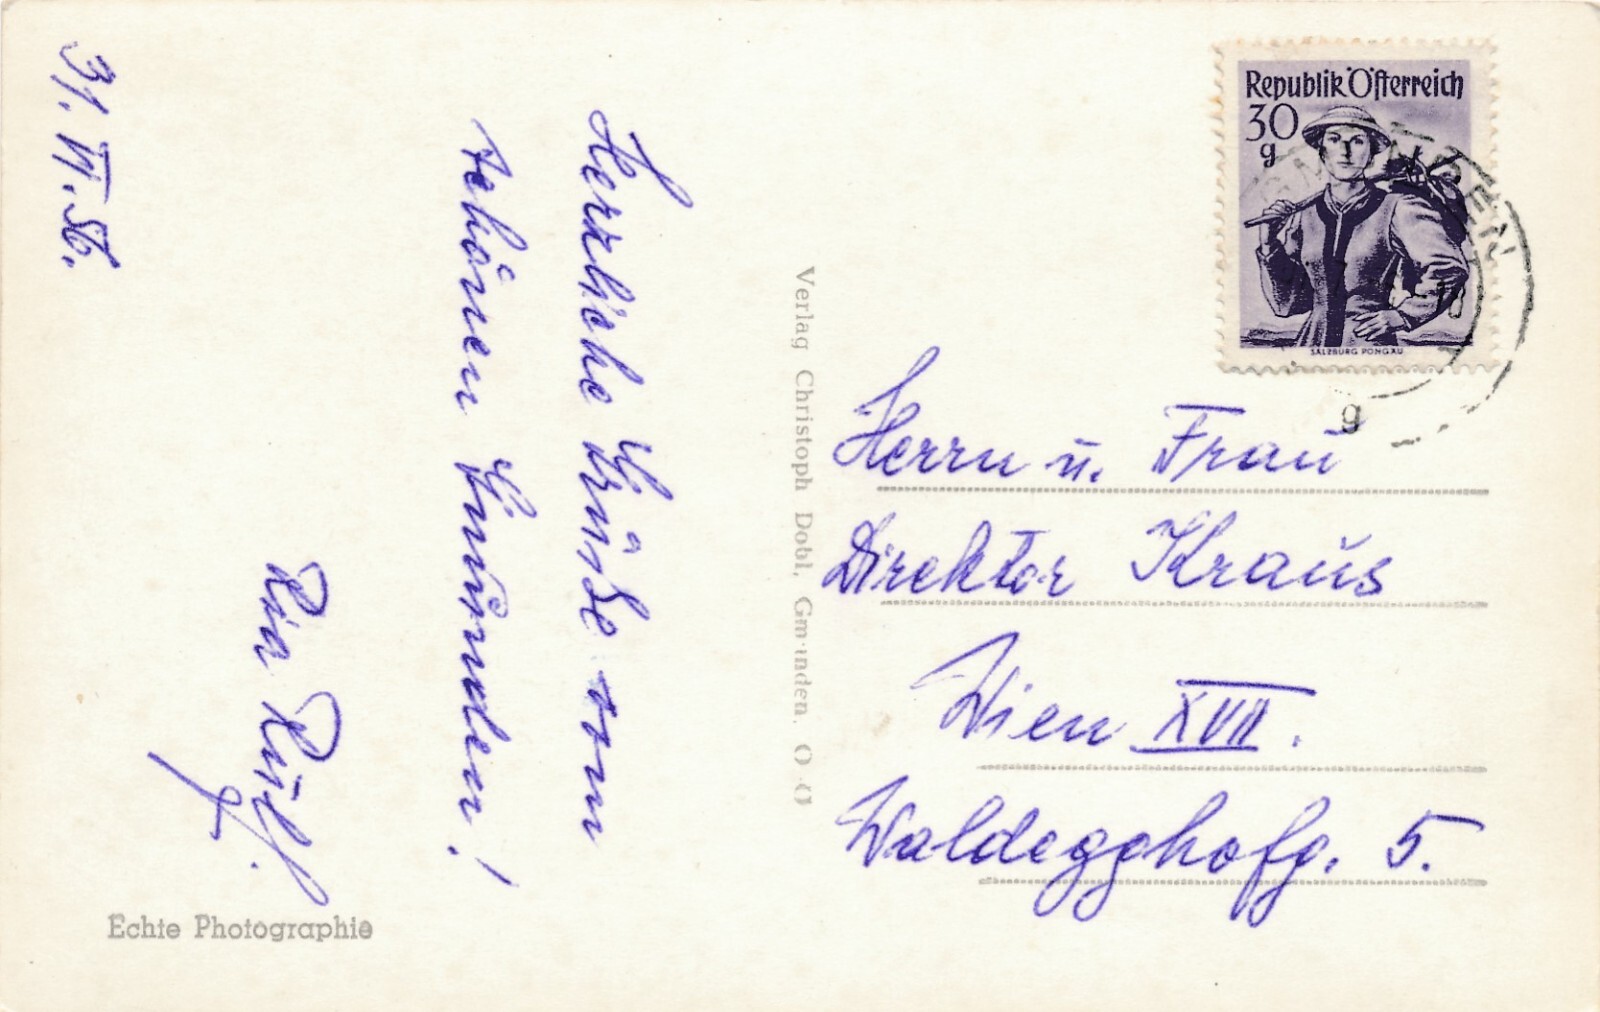 31. VI. 56.
Herzliche Grüße vom
schönen Gmunden!
Ria
Echte Photographie
Verlag Christoph Dobl, Gmunden, O.Ö
Republik Österreich
30
g
SALZBURG PONGAU
g
Herrn u. Frau
Direktor Kraus
Wien XVII.
Waldegghofg. 5.